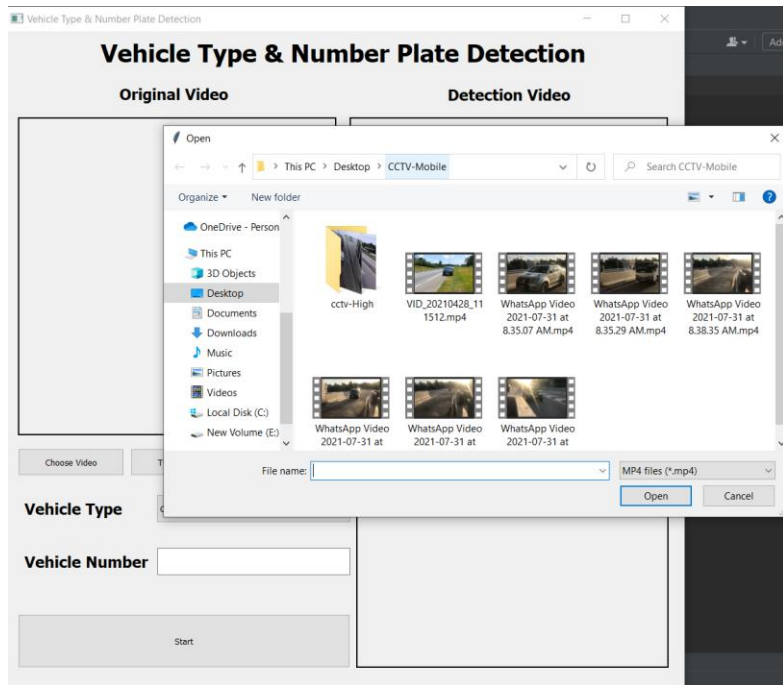 Vehicle Type & Number Plate Detection
Vehicle Type & Number Plate Detection
Original Video
Detection Video
Open
This PC > Desktop > CCTV-Mobile
Search CCTV-Mobile
Organize
New folder
OneDrive - Person
This PC
3D Objects
Desktop
Documents
Downloads
Music
Pictures
Videos
Local Disk (C:)
New Volume (E:)
cctv-High
VID_20210428_11
1512.mp4
WhatsApp Video
2021-07-31 at
8.35.07 AM.mp4
WhatsApp Video
2021-07-31 at
8.35.29 AM.mp4
WhatsApp Video
2021-07-31 at
8.38.35 AM.mp4
WhatsApp Video
2021-07-31 at
WhatsApp Video
2021-07-31 at
WhatsApp Video
2021-07-31 at
File name:
MP4 files (*.mp4)
Open
Cancel
Choose Video
Vehicle Type
Vehicle Number
Start